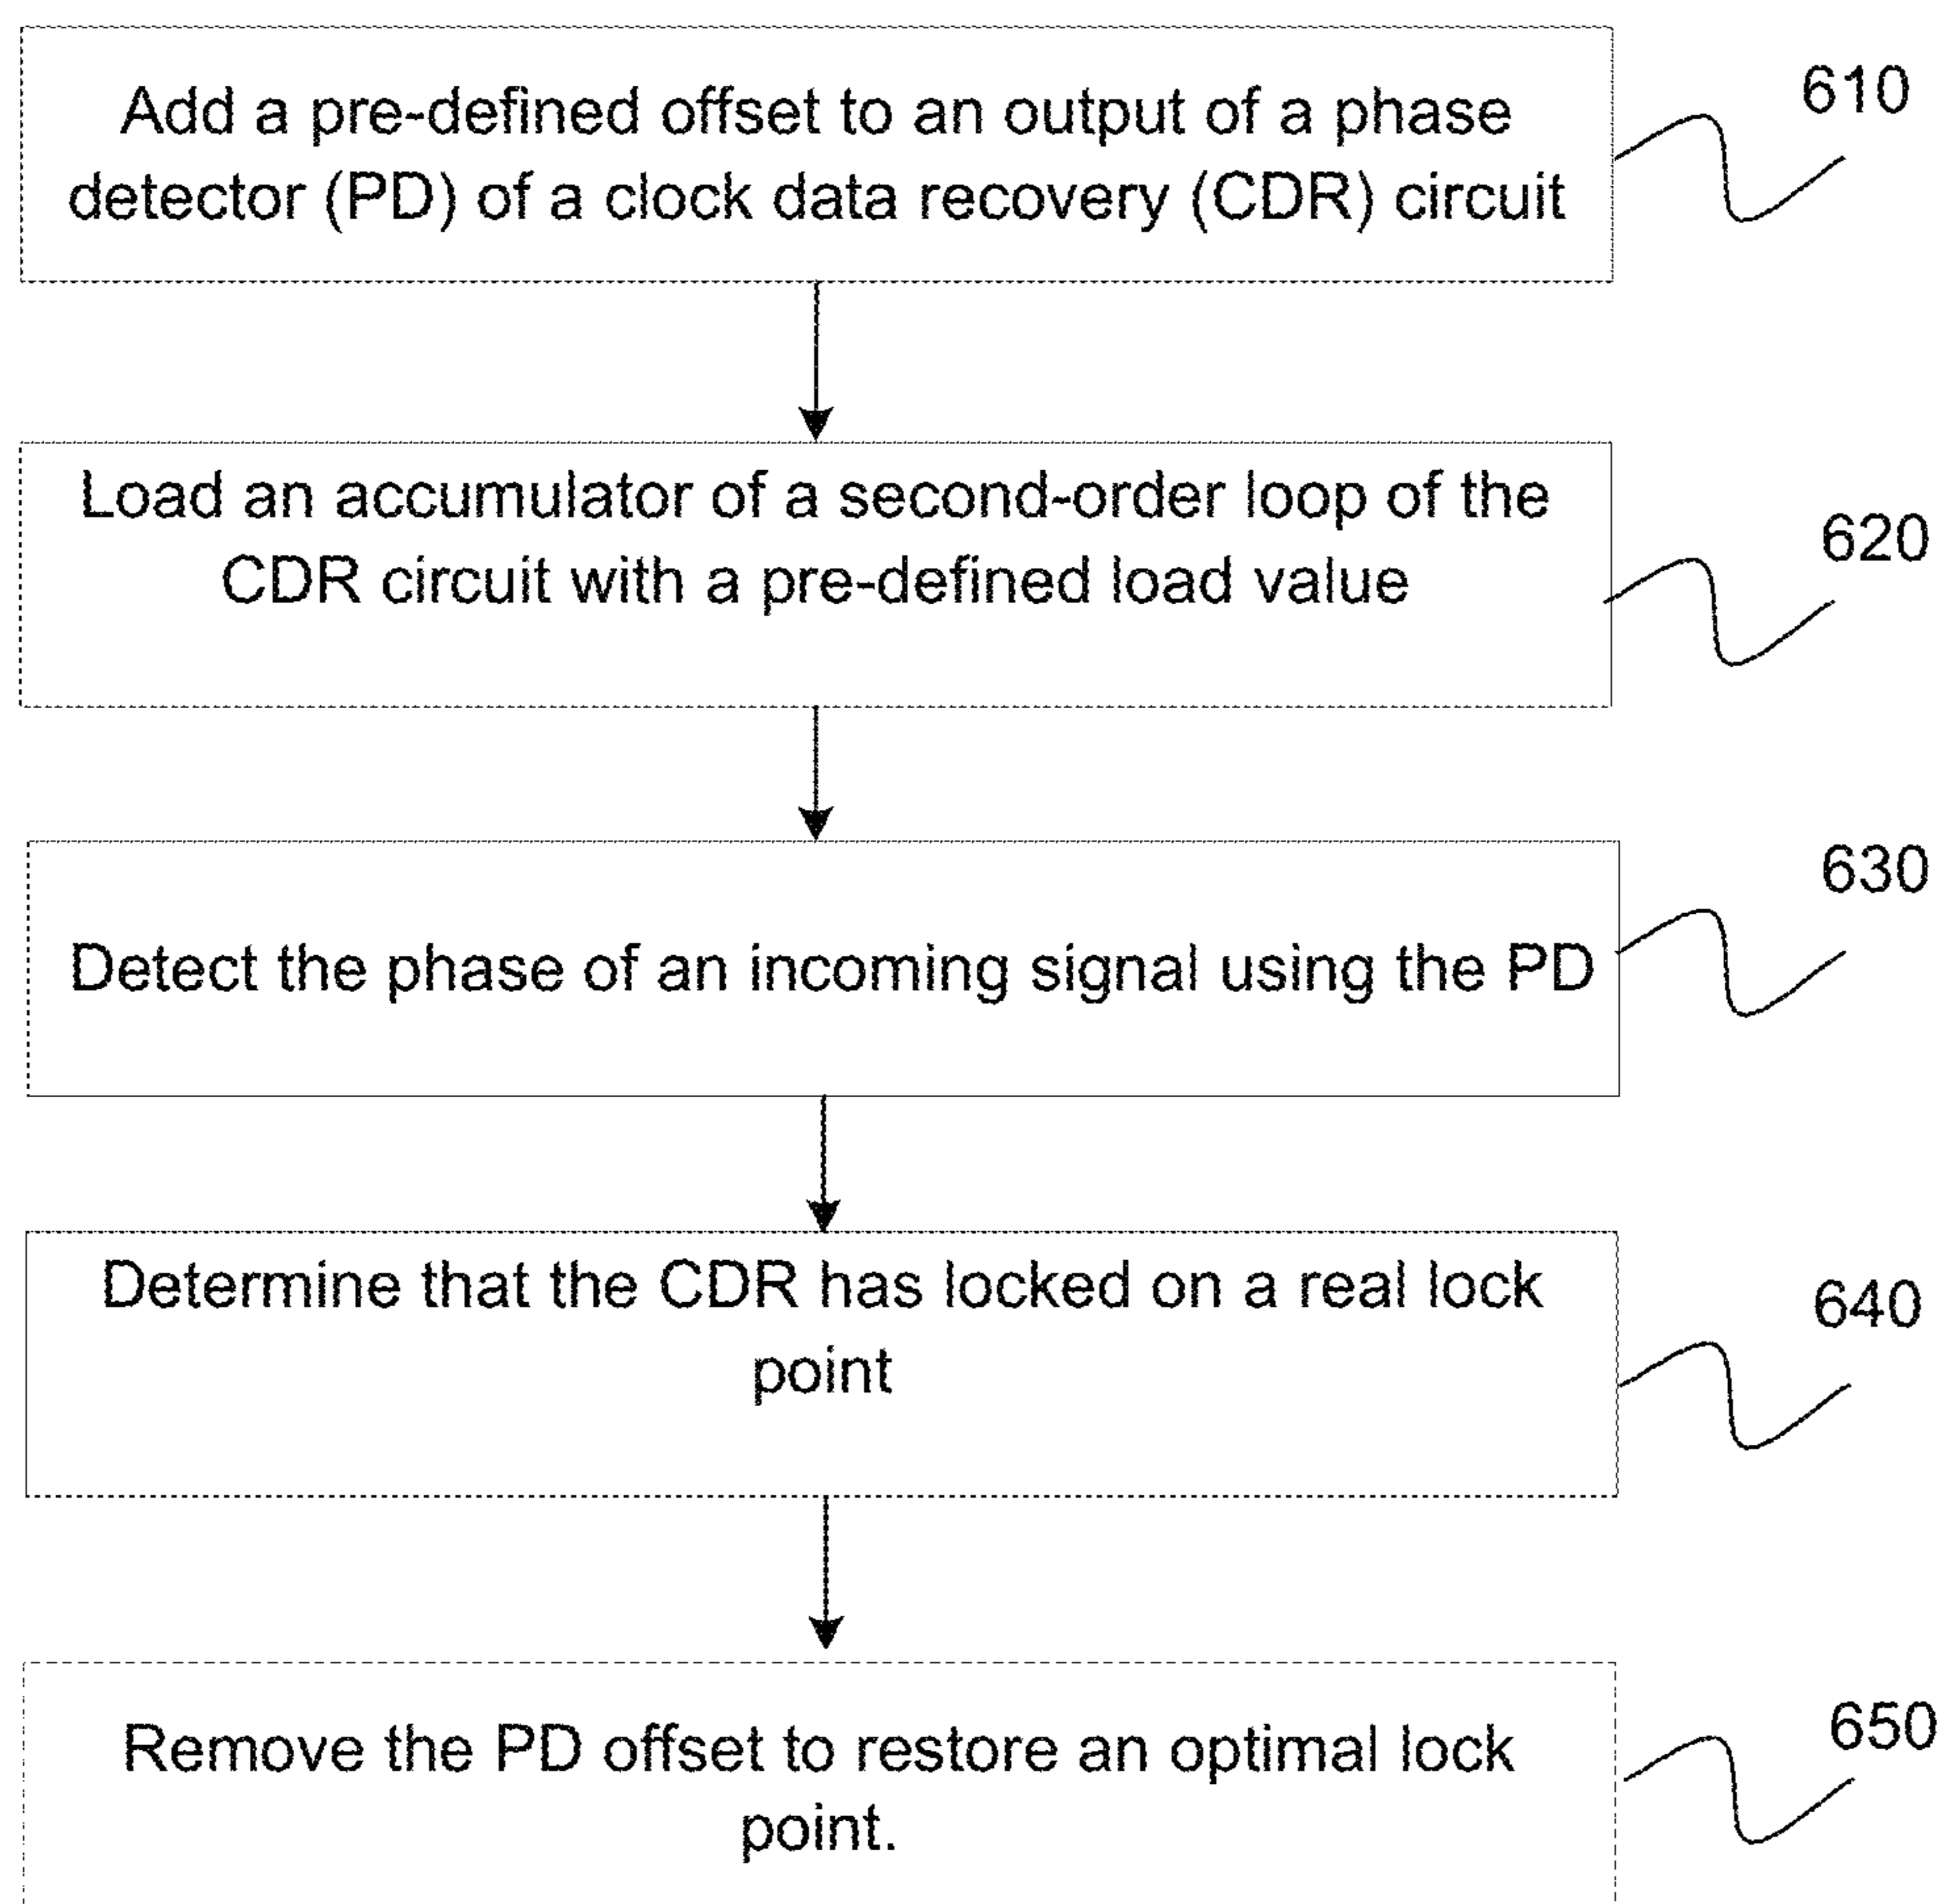 Add a pre-defined offset to an output of a phase
detector (PD) of a clock data recovery (CDR) circuit
610
Load an accumulator of a second-order loop of the
CDR circuit with a pre-defined load value
620
Detect the phase of an incoming signal using the PD
630
Determine that the CDR has locked on a real lock
point
640
Remove the PD offset to restore an optimal lock
point.
650